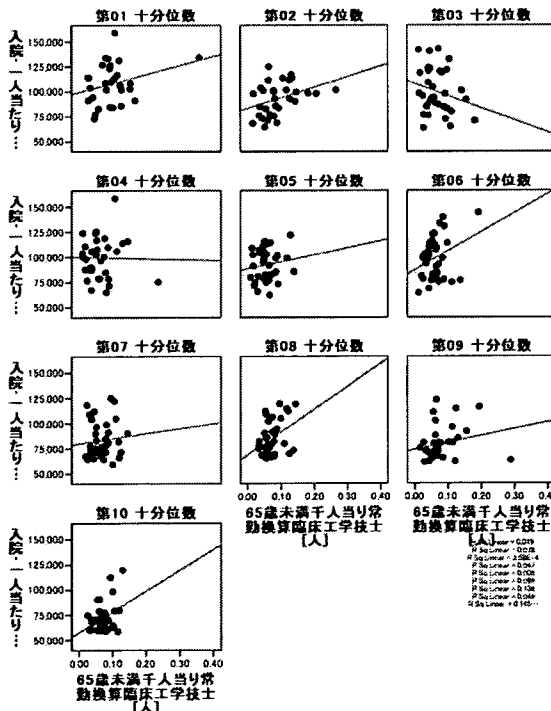 第01 十分位数
第02 十分位数
第03 十分位数
入院・一人当たり…
150.000
125.000
100.000
75.000
50.000
第04 十分位数
第05 十分位数
第06 十分位数
入院・一人当たり…
150.000
125.000
100.000
75.000
50.000
第07 十分位数
第08 十分位数
第09 十分位数
入院・一人当たり…
150.000
125.000
100.000
75.000
50.000
0.00 0.10 0.20 0.30 0.40
0.00 0.10 0.20 0.30 0.40
65歳未満千人当り常
勤換算臨床工学技士
[人]
65歳未満千人当り常
勤換算臨床工学技士
[人]
第10 十分位数
入院・一人当たり…
150.000
125.000
100.000
75.000
50.000
0.00 0.10 0.20 0.30 0.40
65歳未満千人当り常
勤換算臨床工学技士
[人]